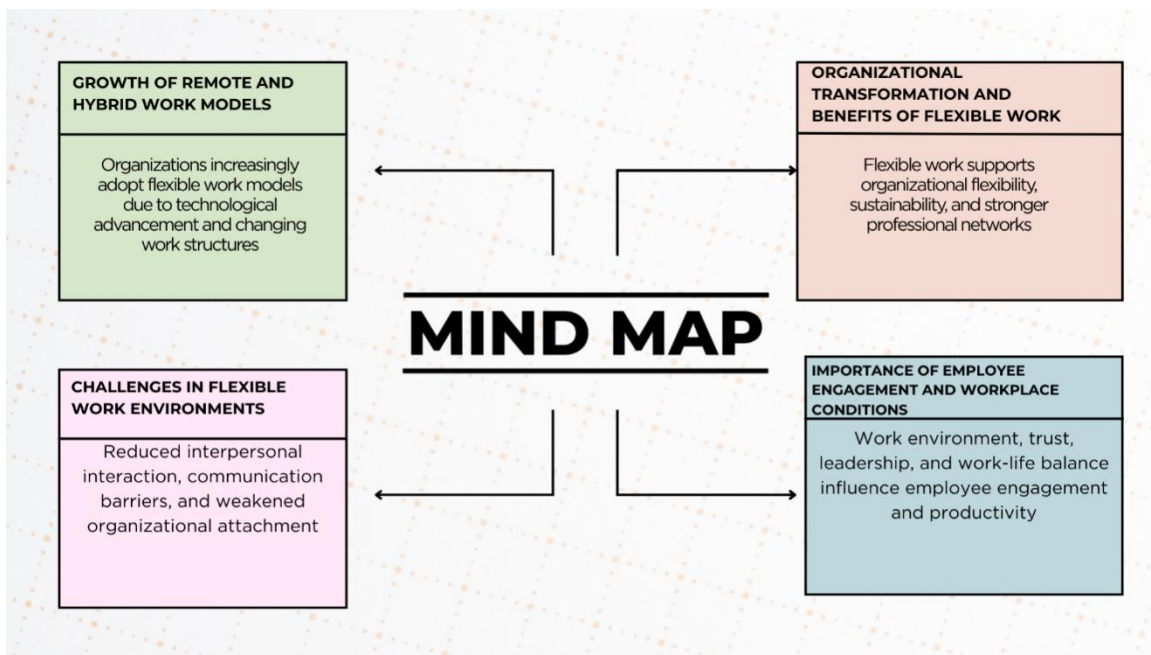 GROWTH OF REMOTE AND
HYBRID WORK MODELS
Organizations increasingly
adopt flexible work models
due to technological
advancement and changing
work structures
ORGANIZATIONAL
TRANSFORMATION AND
BENEFITS OF FLEXIBLE WORK
Flexible work supports
organizational flexibility,
sustainability, and stronger
professional networks
MIND MAP
CHALLENGES IN FLEXIBLE
WORK ENVIRONMENTS
Reduced interpersonal
interaction, communication
barriers, and weakened
organizational attachment
IMPORTANCE OF EMPLOYEE
ENGAGEMENT AND WORKPLACE
CONDITIONS
Work environment, trust,
leadership, and work-life balance
influence employee engagement
and productivity